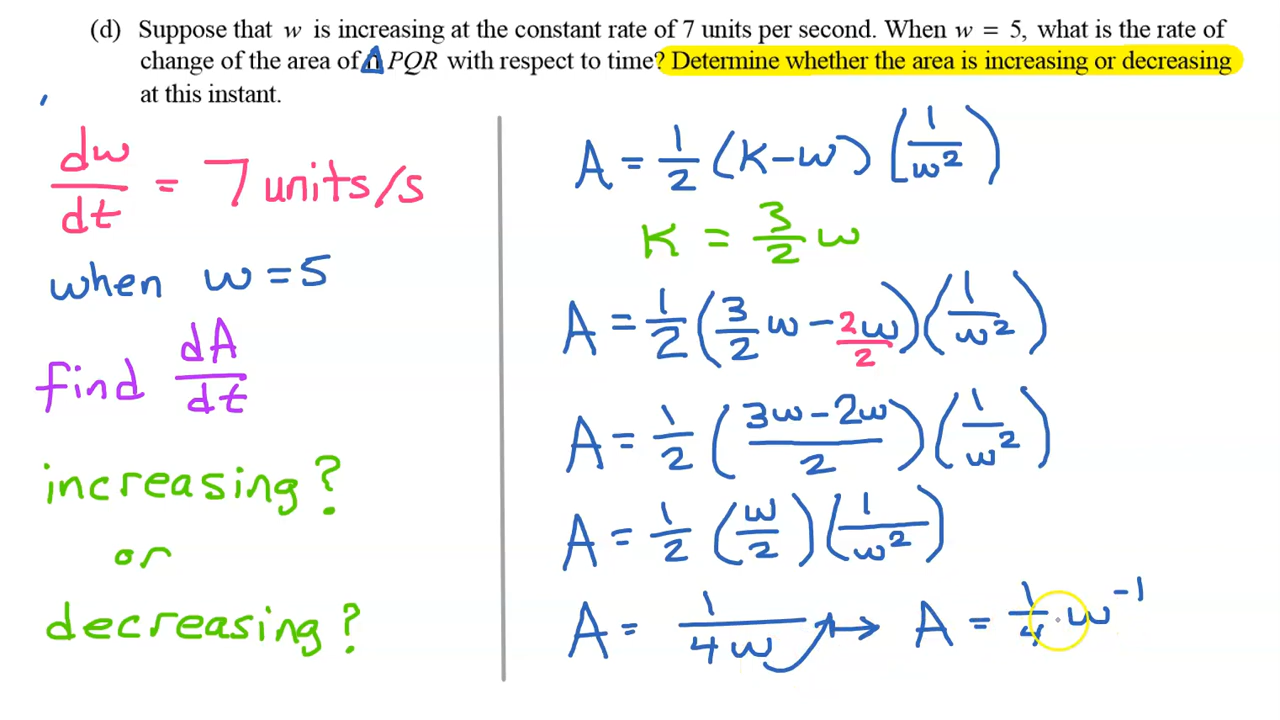 (d) Suppose that w is increasing at the constant rate of 7 units per second. When w = 5, what is the rate of
change of the area of Δ PQR with respect to time? Determine whether the area is increasing or decreasing
at this instant.
dw/dt = 7 units/s
when w = 5
find dA/dt
increasing?
or
decreasing?
A = 1/2 (K-w) (1/w²)
K = 3/2 w
A = 1/2 (3/2 w - 2w/2) (1/w²)
A = 1/2 ((3w - 2w)/2) (1/w²)
A = 1/2 (w/2) (1/w²)
A = 1/4w → A = 1/4 · w⁻¹